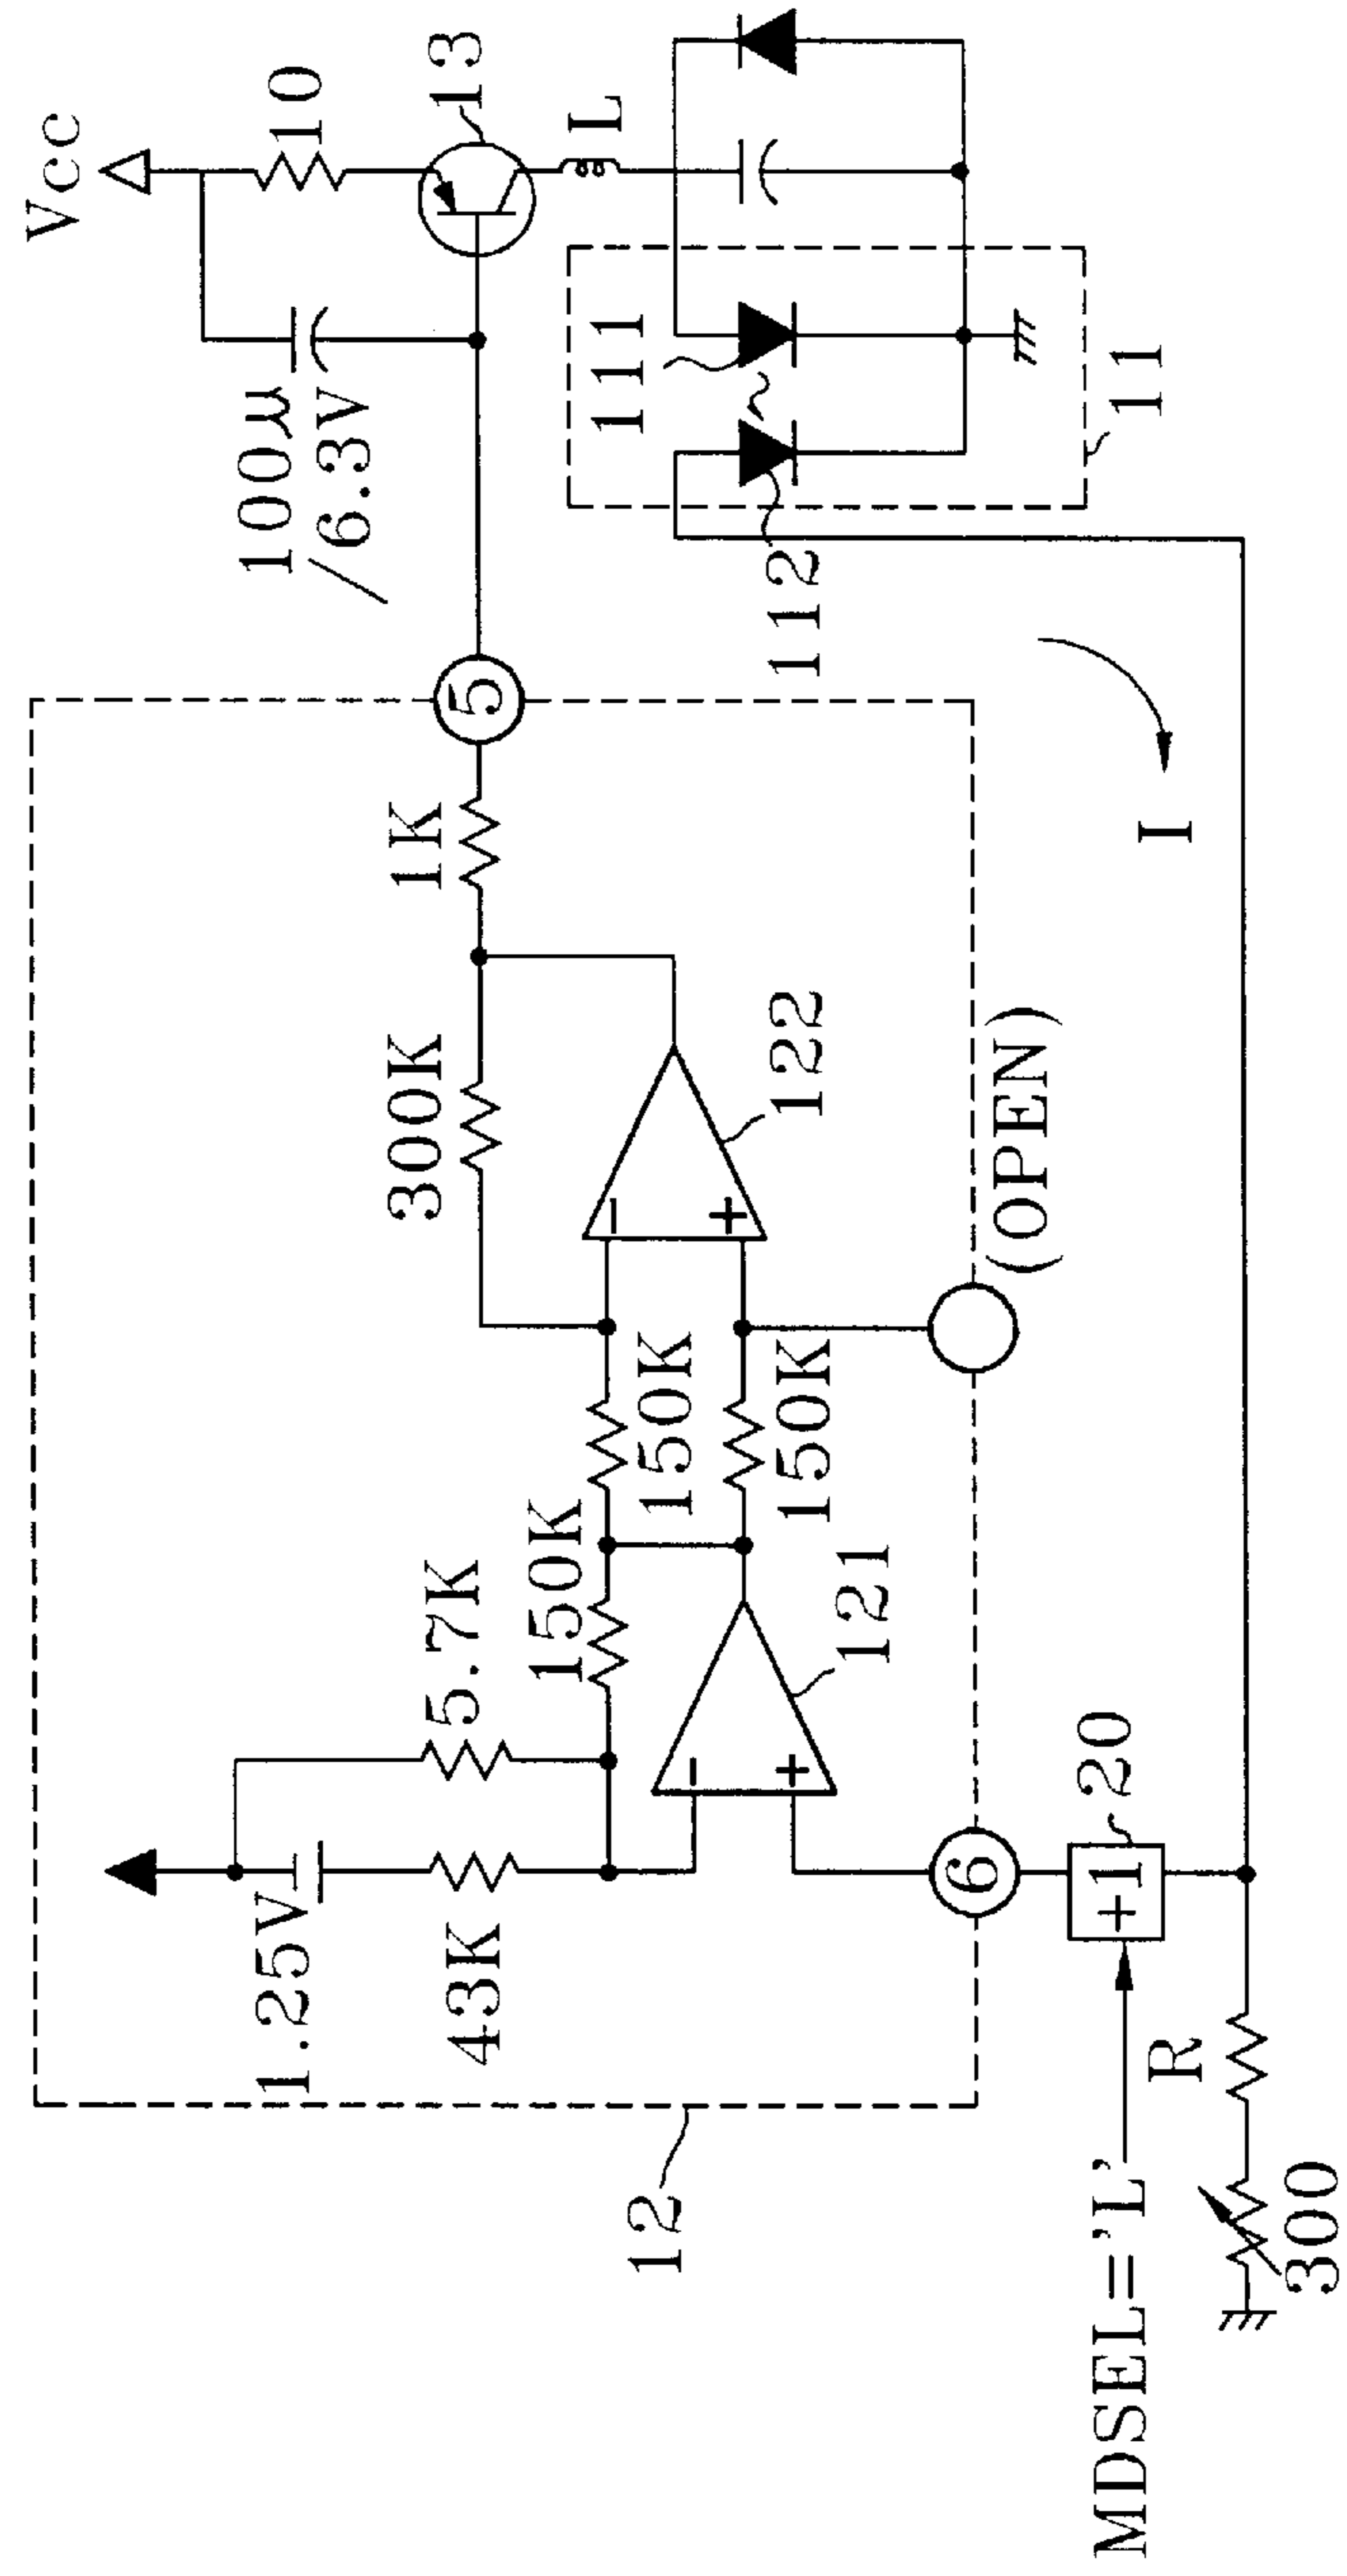 Vcc
10
13
L
100μ
/6.3V
111
11
112
5
1K
I
300K
122
(OPEN)
150K
150K
150K
5.7K
121
1.25V
43K
6
20
+1
R
12
300
MDSEL='L'
-
+
-
+